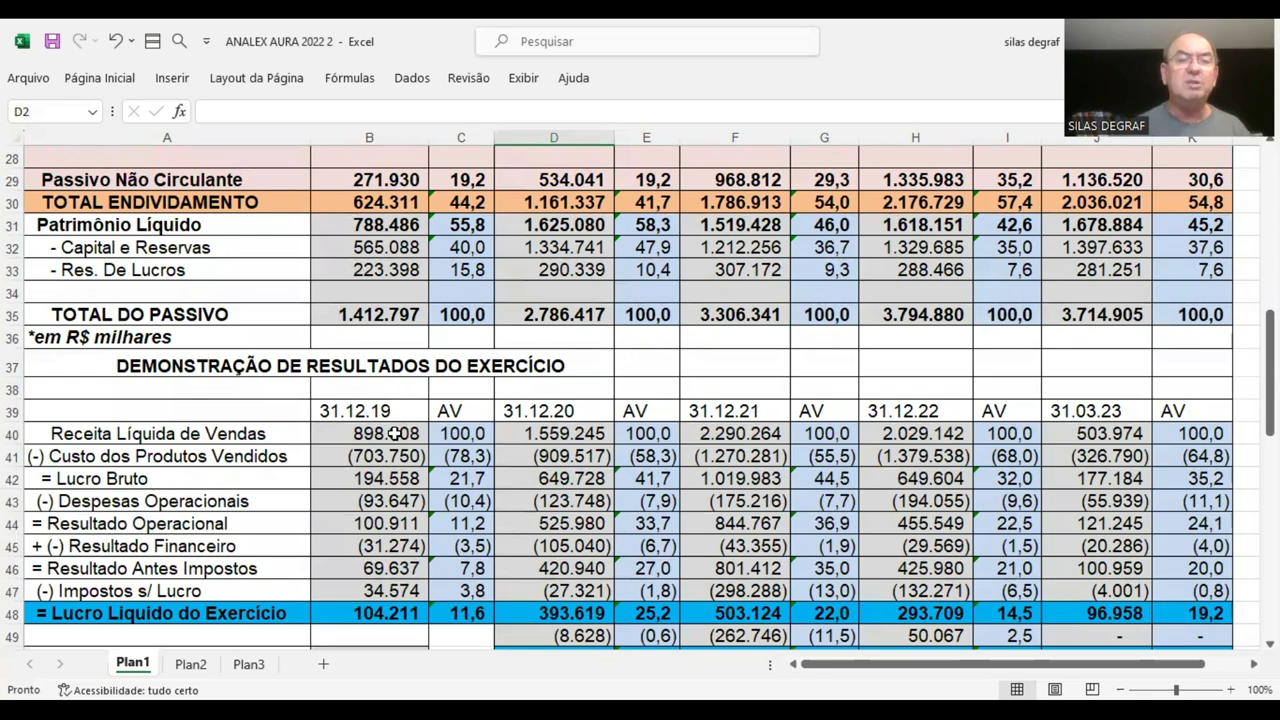 ANALEX AURA 2022 2 - Excel
Pesquisar
silas degraf
Arquivo Página Inicial Inserir Layout da Página Fórmulas Dados Revisão Exibir Ajuda
D2 fx
SILAS DEGRAF
A B C D E F G H I J K
28
29 Passivo Não Circulante 271.930 19,2 534.041 19,2 968.812 29,3 1.335.983 35,2 1.136.520 30,6
30 TOTAL ENDIVIDAMENTO 624.311 44,2 1.161.337 41,7 1.786.913 54,0 2.176.729 57,4 2.036.021 54,8
31 Patrimônio Líquido 788.486 55,8 1.625.080 58,3 1.519.428 46,0 1.618.151 42,6 1.678.884 45,2
32 - Capital e Reservas 565.088 40,0 1.334.741 47,9 1.212.256 36,7 1.329.685 35,0 1.397.633 37,6
33 - Res. De Lucros 223.398 15,8 290.339 10,4 307.172 9,3 288.466 7,6 281.251 7,6
34
35 TOTAL DO PASSIVO 1.412.797 100,0 2.786.417 100,0 3.306.341 100,0 3.794.880 100,0 3.714.905 100,0
36 *em R$ milhares
37 DEMONSTRAÇÃO DE RESULTADOS DO EXERCÍCIO
38
39 31.12.19 AV 31.12.20 AV 31.12.21 AV 31.12.22 AV 31.03.23 AV
40 Receita Líquida de Vendas 100,0 1.559.245 100,0 2.290.264 100,0 2.029.142 100,0 503.974 100,0
41 (-) Custo dos Produtos Vendidos (703.750) (78,3) (909.517) (58,3) (1.270.281) (55,5) (1.379.538) (68,0) (326.790) (64,8)
42 = Lucro Bruto 194.558 21,7 649.728 41,7 1.019.983 44,5 649.604 32,0 177.184 35,2
43 (-) Despesas Operacionais (93.647) (10,4) (123.748) (7,9) (175.216) (7,7) (194.055) (9,6) (55.939) (11,1)
44 = Resultado Operacional 100.911 11,2 525.980 33,7 844.767 36,9 455.549 22,5 121.245 24,1
45 + (-) Resultado Financeiro (31.274) (3,5) (105.040) (6,7) (43.355) (1,9) (29.569) (1,5) (20.286) (4,0)
46 = Resultado Antes Impostos 69.637 7,8 420.940 27,0 801.412 35,0 425.980 21,0 100.959 20,0
47 (-) Impostos s/ Lucro 34.574 3,8 (27.321) (1,8) (298.288) (13,0) (132.271) (6,5) (4.001) (0,8)
48 = Lucro Liquido do Exercício 104.211 11,6 393.619 25,2 503.124 22,0 293.709 14,5 96.958 19,2
49 (8.628) (0,6) (262.746) (11,5) 50.067 2,5 - -
Plan1 Plan2 Plan3
Pronto Acessibilidade: tudo certo 100%